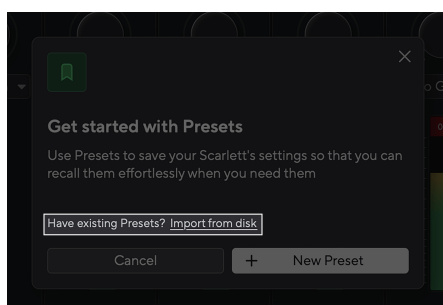 Get started with Presets
Use Presets to save your Scarlett's settings so that you can
recall them effortlessly when you need them
Have existing Presets? Import from disk
Cancel
+ New Preset